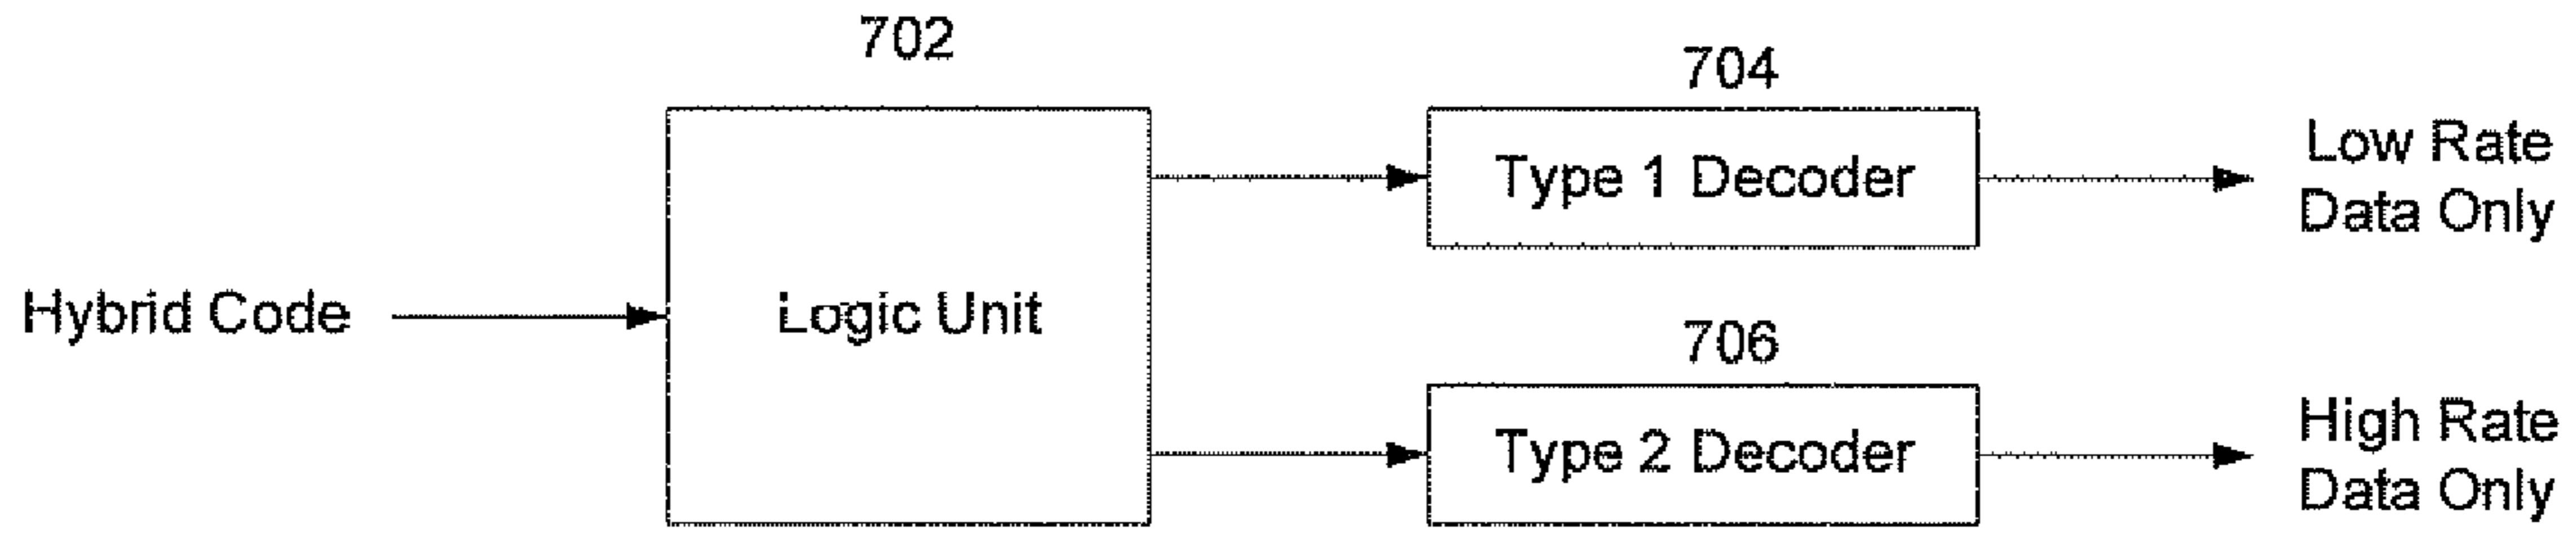 702
704
Type 1 Decoder
Low Rate
Data Only
Hybrid Code
Logic Unit
706
Type 2 Decoder
High Rate
Data Only